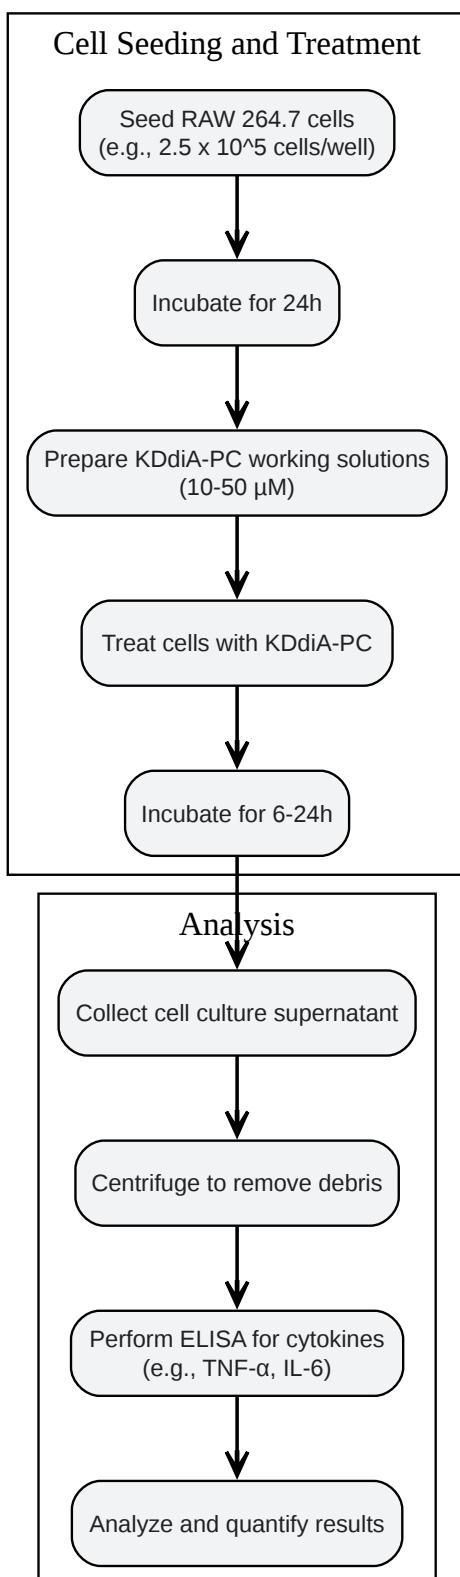 Cell Seeding and Treatment
Seed RAW 264.7 cells
(e.g., 2.5 x 10^5 cells/well)
Incubate for 24h
Prepare KDdiA-PC working solutions
(10-50 µM)
Treat cells with KDdiA-PC
Incubate for 6-24h
Analysis
Collect cell culture supernatant
Centrifuge to remove debris
Perform ELISA for cytokines
(e.g., TNF-α, IL-6)
Analyze and quantify results